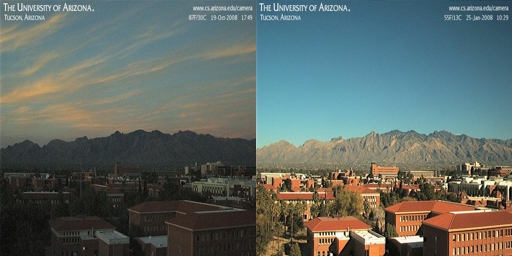 THE UNIVERSITY OF ARIZONA.
www.cs.arizona.edu/camera
TUCSON, ARIZONA
87F/30C 19-Oct-2008 17:49
THE UNIVERSITY OF ARIZONA.
www.cs.arizona.edu/camera
TUCSON, ARIZONA
55F/13C 25-Jan-2008 10:29